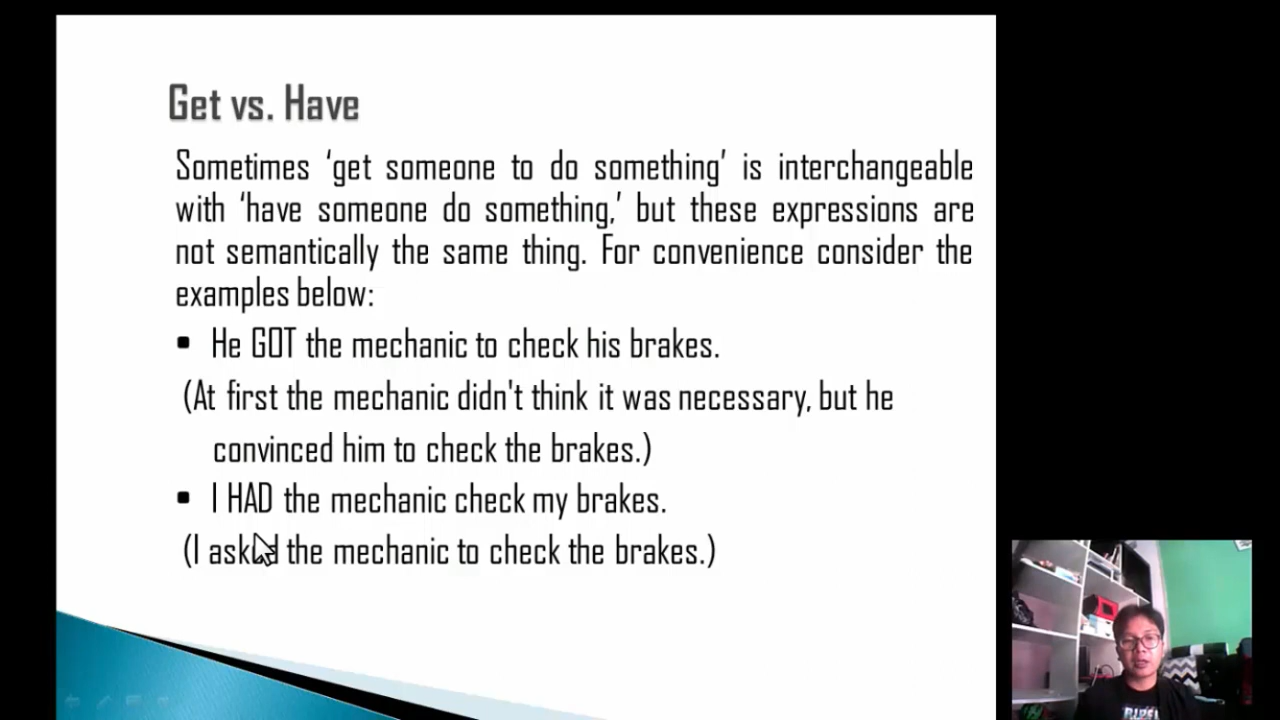 Get vs. Have
Sometimes ‘get someone to do something’ is interchangeable
with ‘have someone do something,’ but these expressions are
not semantically the same thing. For convenience consider the
examples below:
▪ He GOT the mechanic to check his brakes.
(At first the mechanic didn't think it was necessary, but he
convinced him to check the brakes.)
▪ I HAD the mechanic check my brakes.
(I asked the mechanic to check the brakes.)